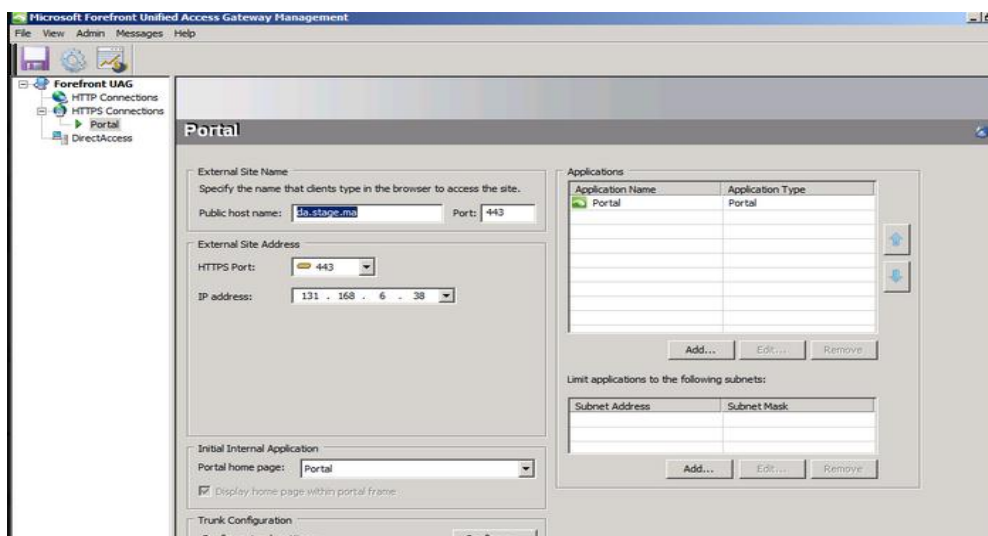 Microsoft Forefront Unified Access Gateway Management
File View Admin Messages Help
Forefront UAG
HTTP Connections
HTTPS Connections
Portal
DirectAccess
Portal
External Site Name
Specify the name that clients type in the browser to access the site.
Public host name: da.stage.ma Port: 443
External Site Address
HTTPS Port: 443
IP address: 131 . 168 . 6 . 38
Initial Internal Application
Portal home page: Portal
Display home page within portal frame
Trunk Configuration
Applications
Application Name Application Type
Portal Portal
Add... Edit... Remove
Limit applications to the following subnets:
Subnet Address Subnet Mask
Add... Edit... Remove